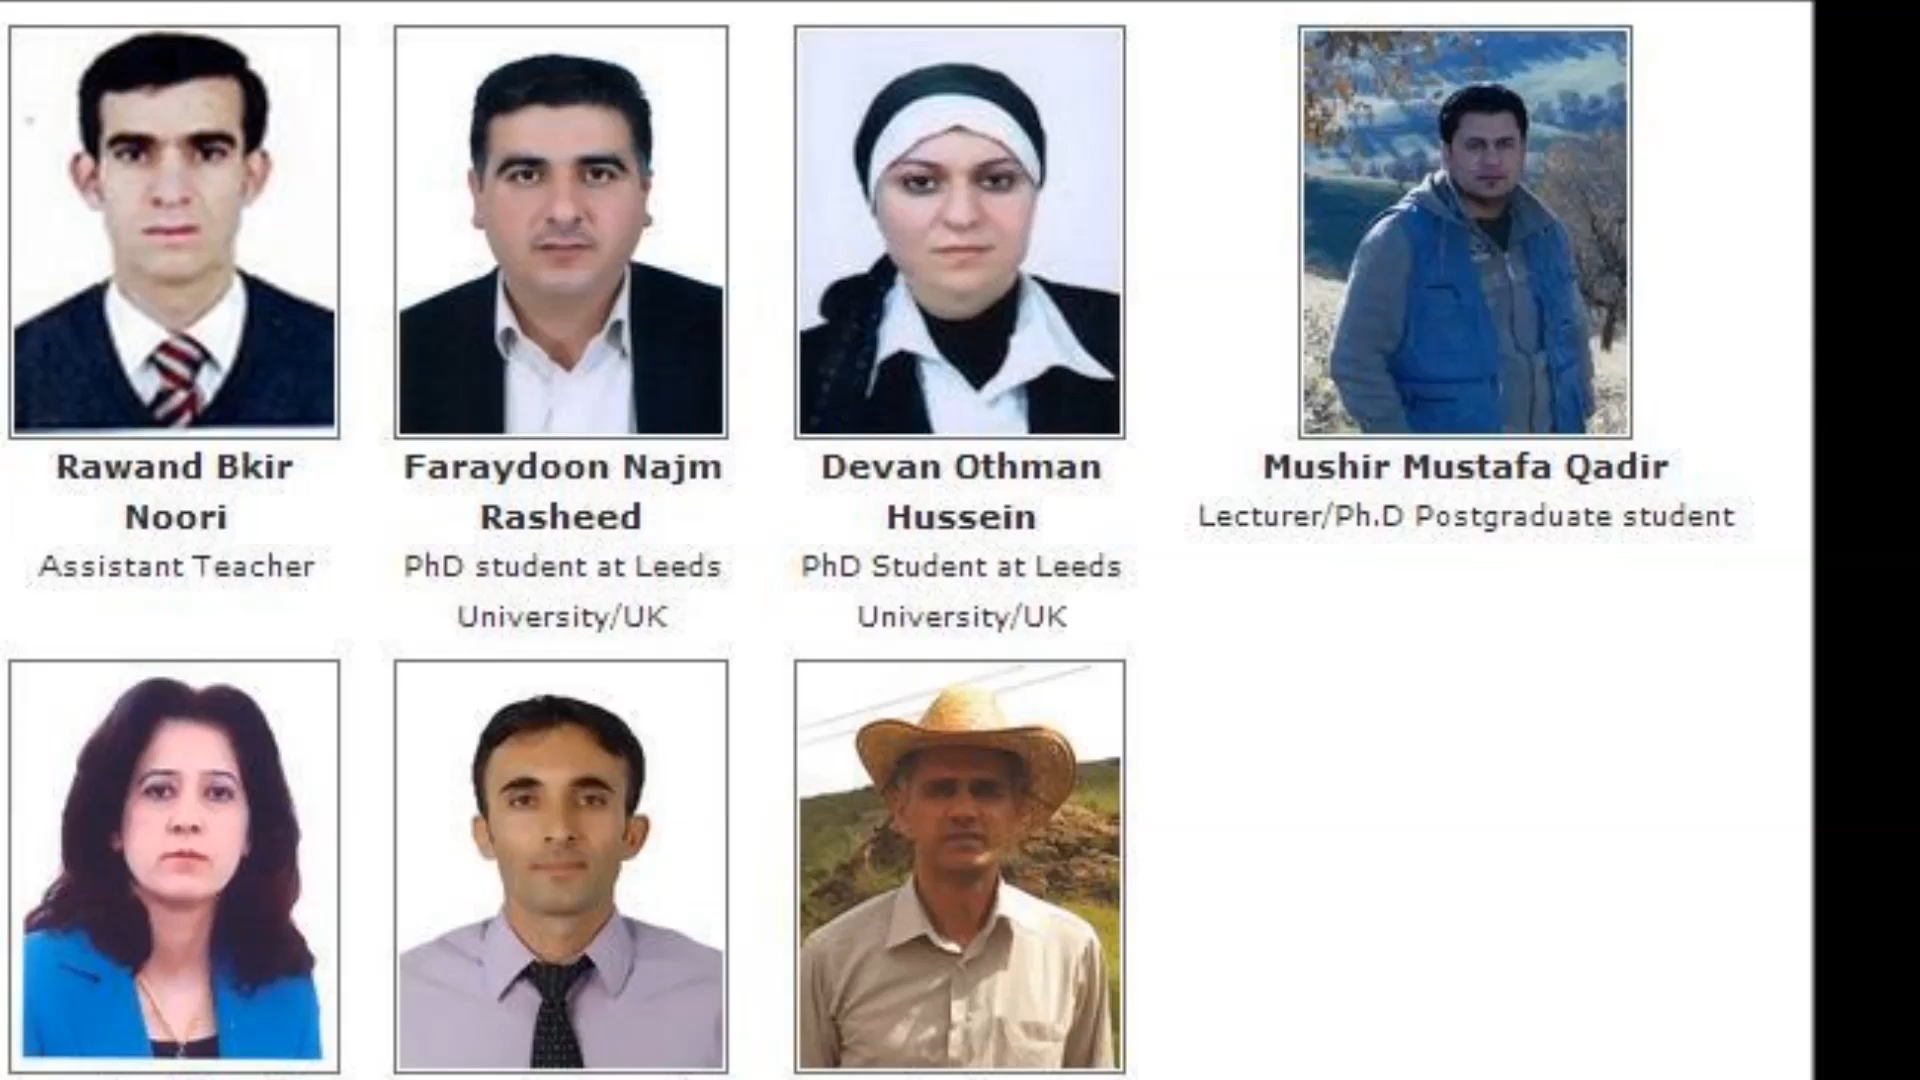 Rawand Bkir
Noori
Assistant Teacher
Faraydoon Najm
Rasheed
PhD student at Leeds
University/UK
Devan Othman
Hussein
PhD Student at Leeds
University/UK
Mushir Mustafa Qadir
Lecturer/Ph.D Postgraduate student